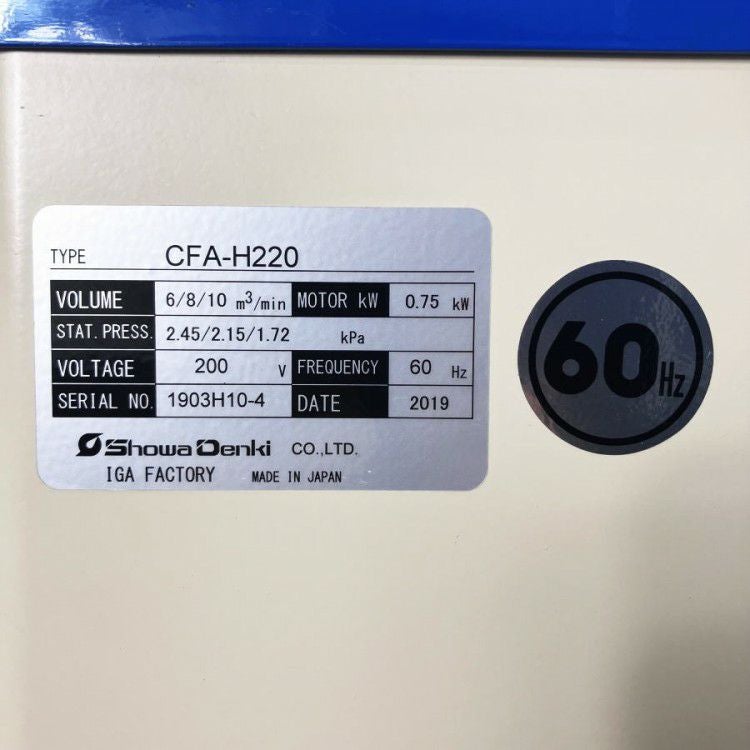 TYPE CFA-H220
VOLUME 6/8/10 m³/min MOTOR kW 0.75 kW
STAT. PRESS. 2.45/2.15/1.72 kPa
VOLTAGE 200 V FREQUENCY 60 Hz
SERIAL NO. 1903H10-4 DATE 2019
Showa Denki CO.,LTD.
IGA FACTORY MADE IN JAPAN
60Hz